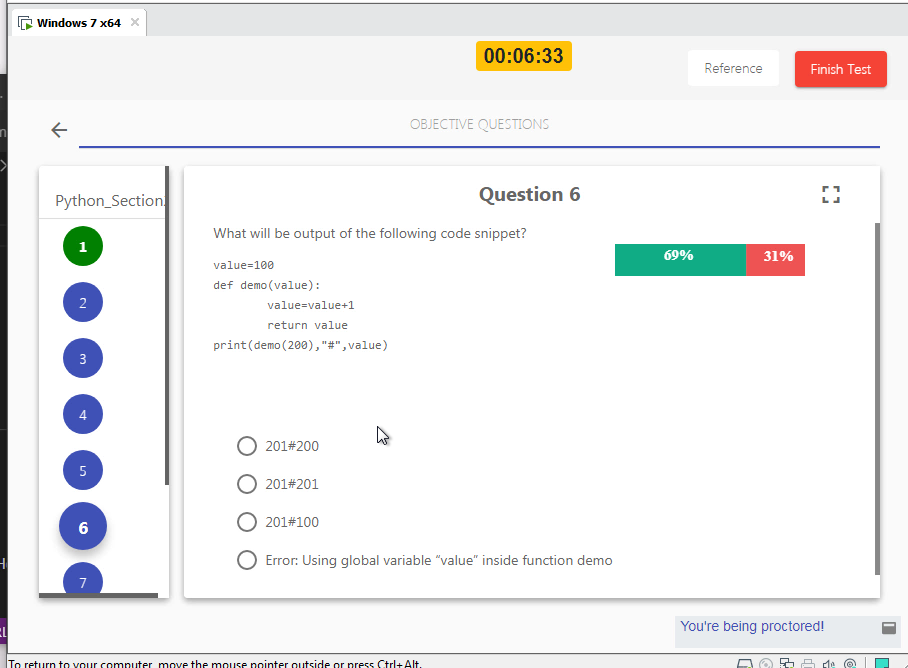 Windows 7 x64
00:06:33
Reference
Finish Test
OBJECTIVE QUESTIONS
Python_Section
1
2
3
4
5
6
7
Question 6
What will be output of the following code snippet?
69% 31%
value=100
def demo(value):
value=value+1
return value
print(demo(200),"#",value)
201#200
201#201
201#100
Error: Using global variable “value” inside function demo
You're being proctored!
To return to your computer, move the mouse pointer outside or press Ctrl+Alt.